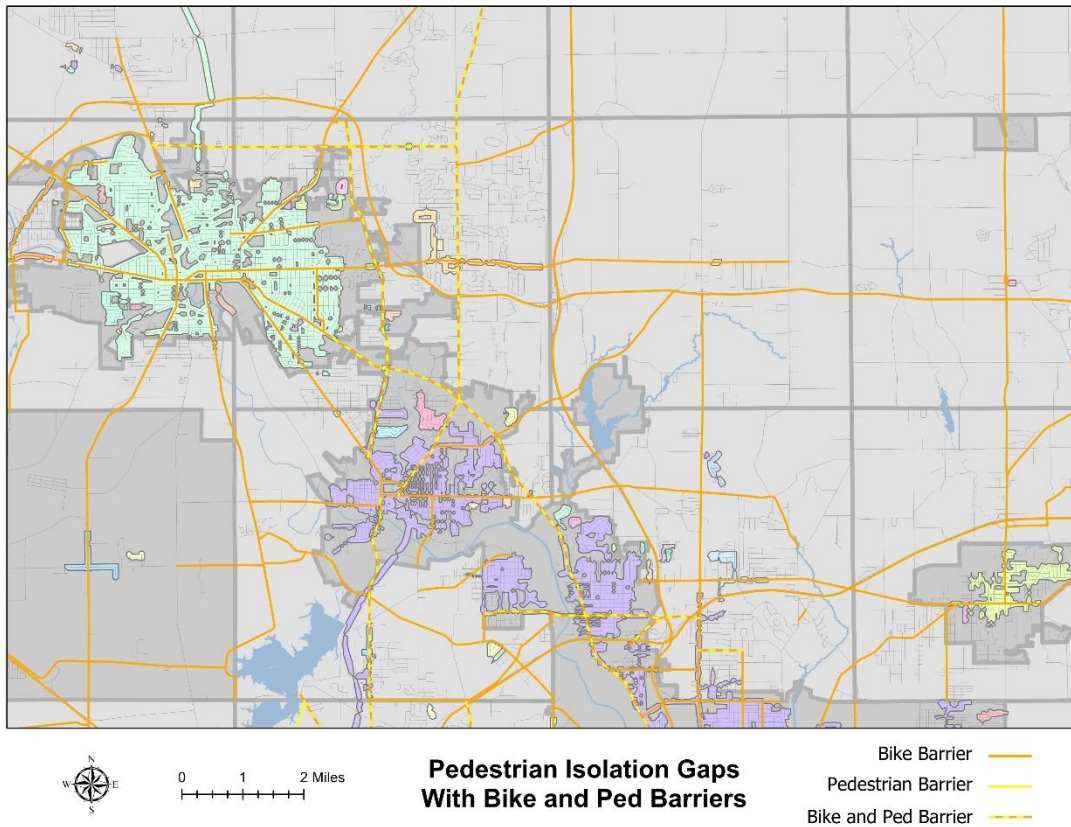 N
W E
S
0 1 2 Miles
Pedestrian Isolation Gaps
With Bike and Ped Barriers
Bike Barrier
Pedestrian Barrier
Bike and Ped Barrier